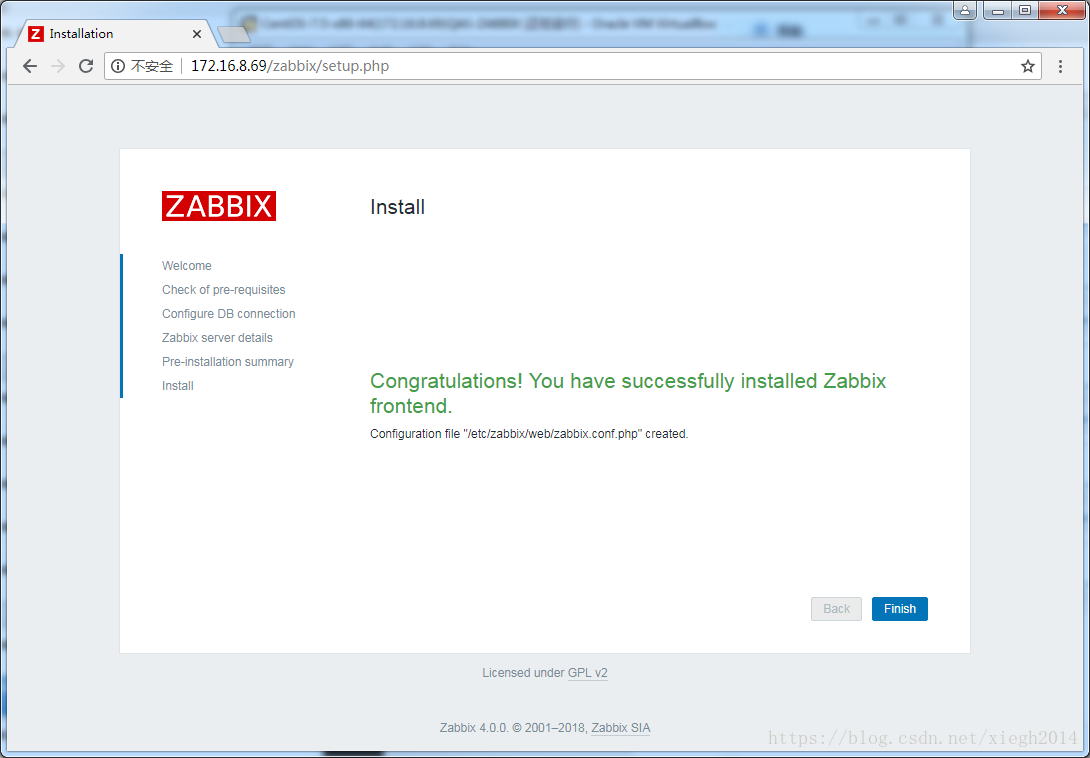 Installation
不安全
172.16.8.69/zabbix/setup.php
ZABBIX
Install
Welcome
Check of pre-requisites
Configure DB connection
Zabbix server details
Pre-installation summary
Install
Congratulations! You have successfully installed Zabbix
frontend.
Configuration file "/etc/zabbix/web/zabbix.conf.php" created.
Back
Finish
Licensed under GPL v2
Zabbix 4.0.0. © 2001–2018, Zabbix SIA
https://blog.csdn.net/xiegh2014